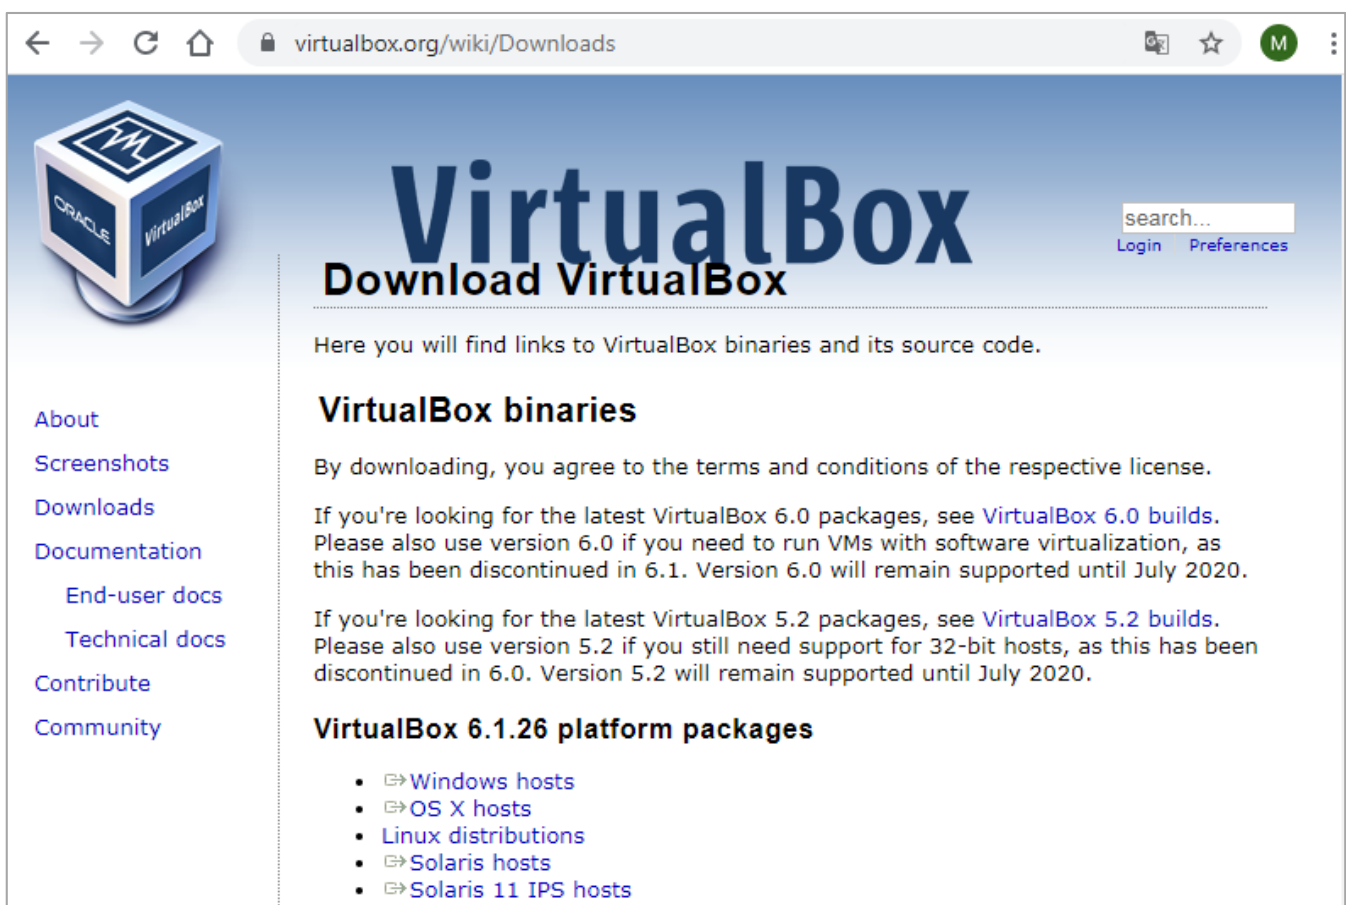 virtualbox.org/wiki/Downloads
M
ORACLE
VirtualBox
VirtualBox
search...
Login Preferences
Download VirtualBox
Here you will find links to VirtualBox binaries and its source code.
About
Screenshots
Downloads
Documentation
End-user docs
Technical docs
Contribute
Community
VirtualBox binaries
By downloading, you agree to the terms and conditions of the respective license.
If you're looking for the latest VirtualBox 6.0 packages, see VirtualBox 6.0 builds.
Please also use version 6.0 if you need to run VMs with software virtualization, as
this has been discontinued in 6.1. Version 6.0 will remain supported until July 2020.
If you're looking for the latest VirtualBox 5.2 packages, see VirtualBox 5.2 builds.
Please also use version 5.2 if you still need support for 32-bit hosts, as this has been
discontinued in 6.0. Version 5.2 will remain supported until July 2020.
VirtualBox 6.1.26 platform packages
• Windows hosts
• OS X hosts
• Linux distributions
• Solaris hosts
• Solaris 11 IPS hosts